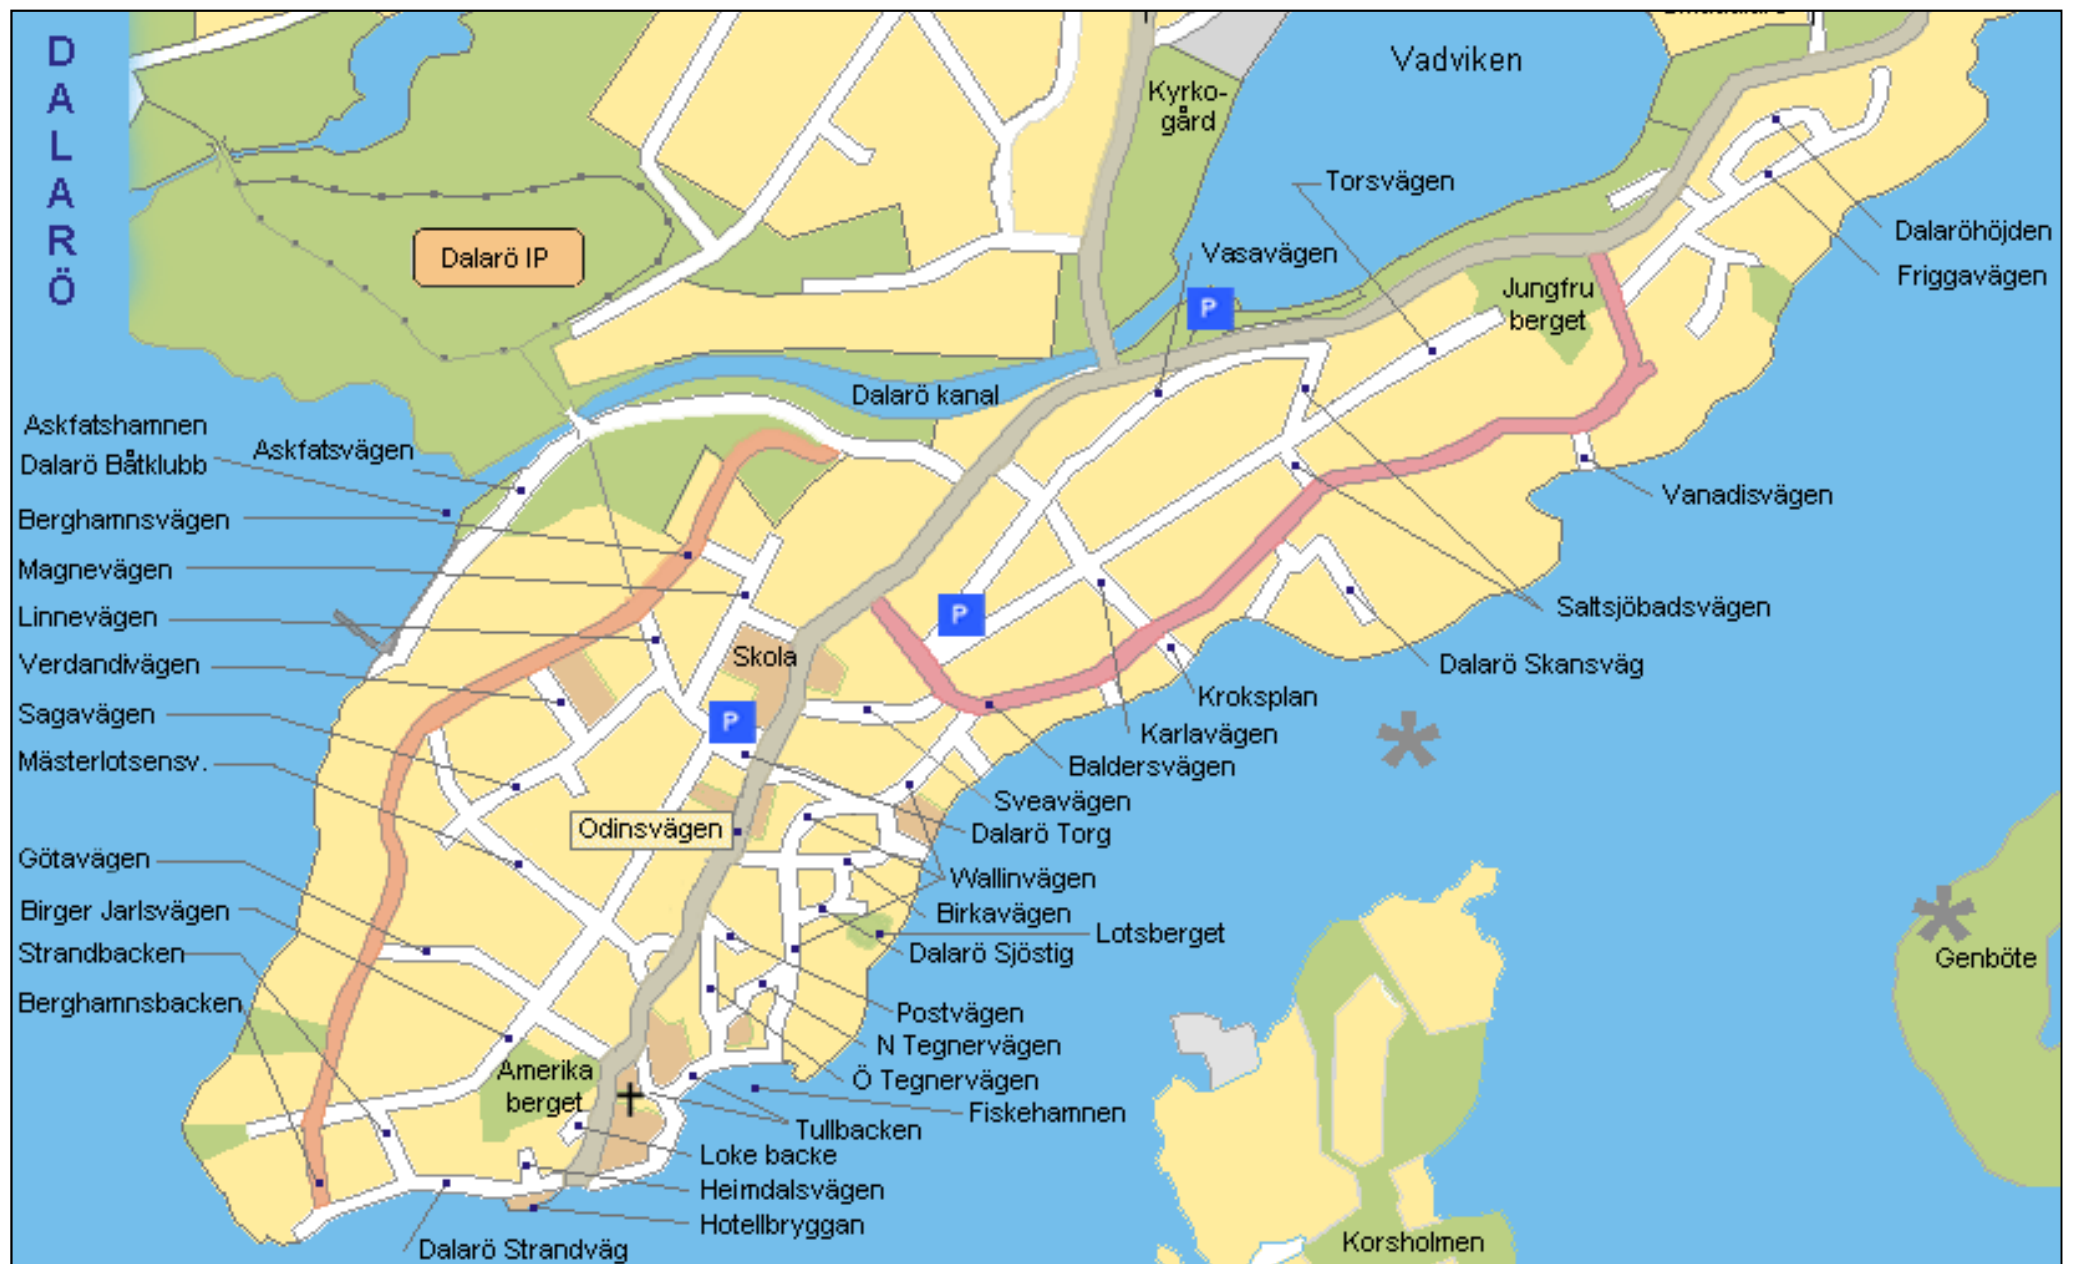 DALARÖ
Vadviken
Kyrko-
gård
Torsvägen
Dalaröhöjden
Dalarö IP
Vasavägen
Friggavägen
P
Jungfru
berget
Dalarö kanal
Askfatshamnen
Dalarö Båtklubb
Askfatsvägen
Vanadisvägen
Berghamnsvägen
Magnevägen
Linnevägen
P
Saltsjöbadsvägen
Verdandivägen
Skola
Dalarö Skansväg
Kroksplan
Sagavägen
P
Karlavägen
Mästerlotsensv.
Baldersvägen
Sveavägen
Odinsvägen
Dalarö Torg
Götavägen
Wallinvägen
Birger Jarlsvägen
Birkavägen
Lotsberget
Strandbacken
Dalarö Sjöstig
Genböte
Berghamnsbacken
Postvägen
N Tegnervägen
Amerika
berget
Ö Tegnervägen
Fiskehamnen
Tullbacken
Loke backe
Heimdalsvägen
Hotellbryggan
Dalarö Strandväg
Korsholmen